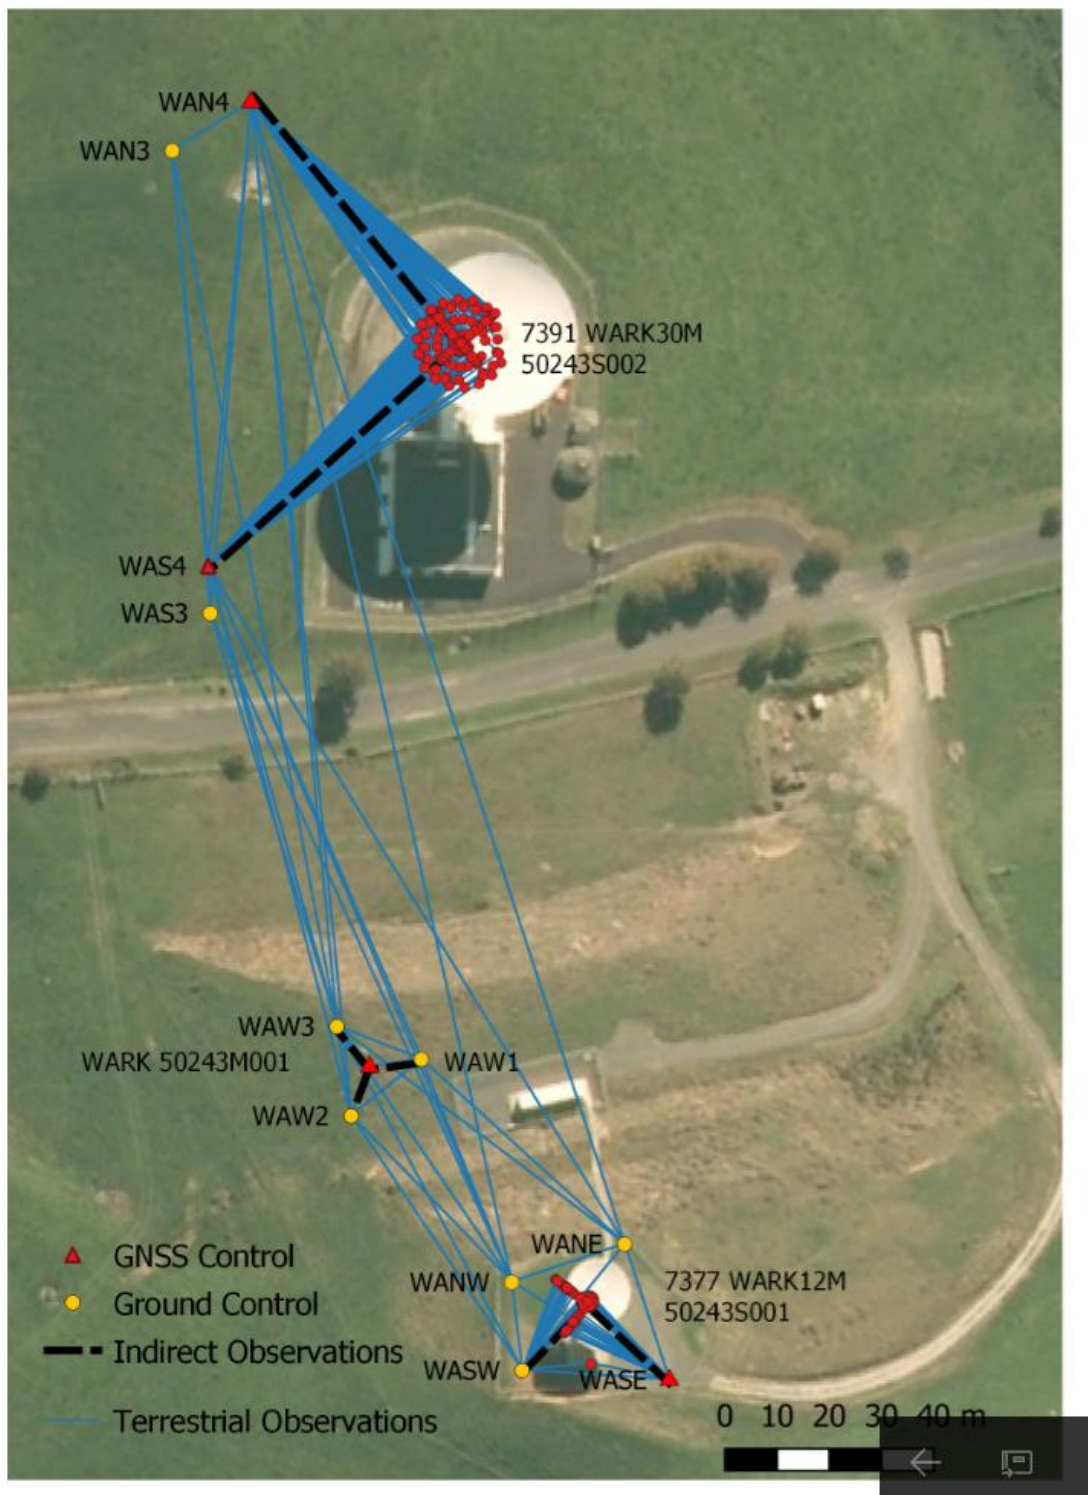 WAN4
WAN3
7391 WARK30M
50243S002
WAS4
WAS3
WAW3
WARK 50243M001
WAW1
WAW2
WANE
WANW
7377 WARK12M
50243S001
WASW
WASE
GNSS Control
Ground Control
Indirect Observations
Terrestrial Observations
0 10 20 30 40 m